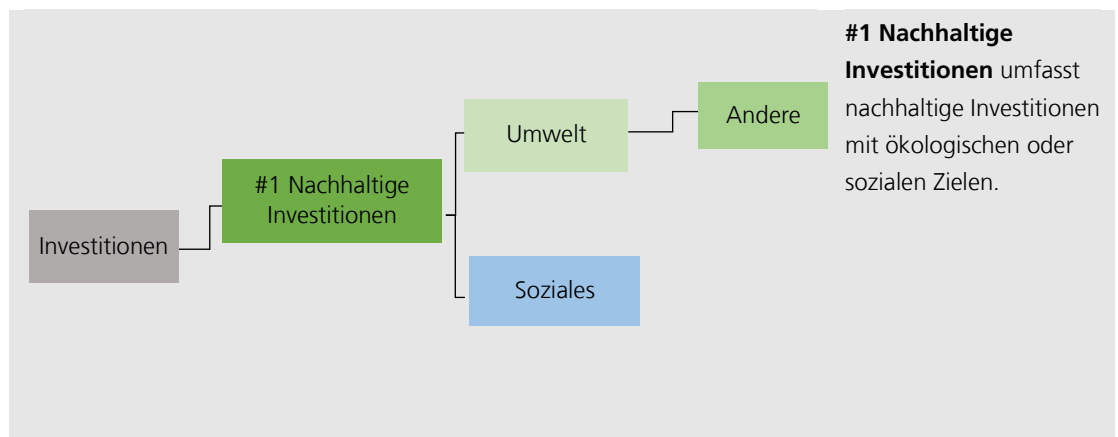 #1 Nachhaltige
Investitionen umfasst
nachhaltige Investitionen
mit ökologischen oder
sozialen Zielen.
Andere
Umwelt
#1 Nachhaltige
Investitionen
Investitionen
Soziales